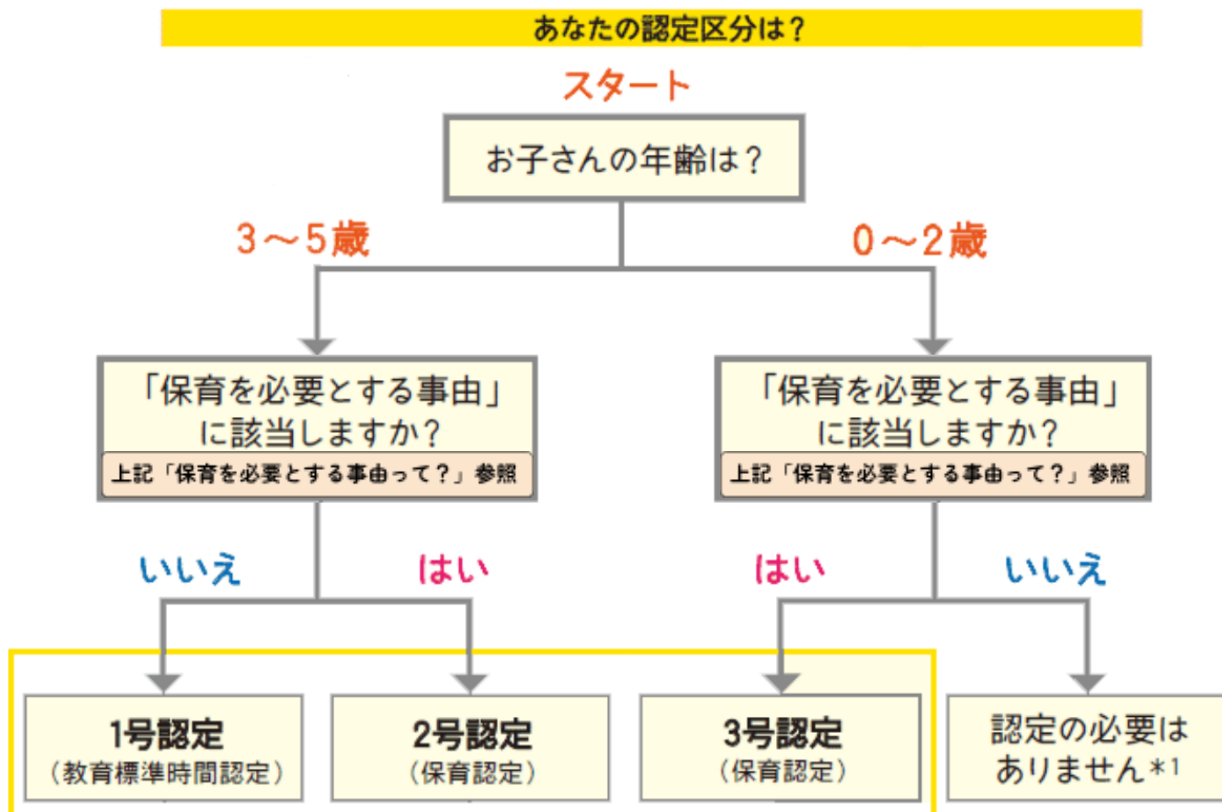 あなたの認定区分は？
スタート
お子さんの年齢は？
3～5歳
0～2歳
「保育を必要とする事由」
に該当しますか？
上記「保育を必要とする事由って？」参照
「保育を必要とする事由」
に該当しますか？
上記「保育を必要とする事由って？」参照
いいえ
はい
はい
いいえ
1号認定
（教育標準時間認定）
2号認定
（保育認定）
3号認定
（保育認定）
認定の必要は
ありません*1